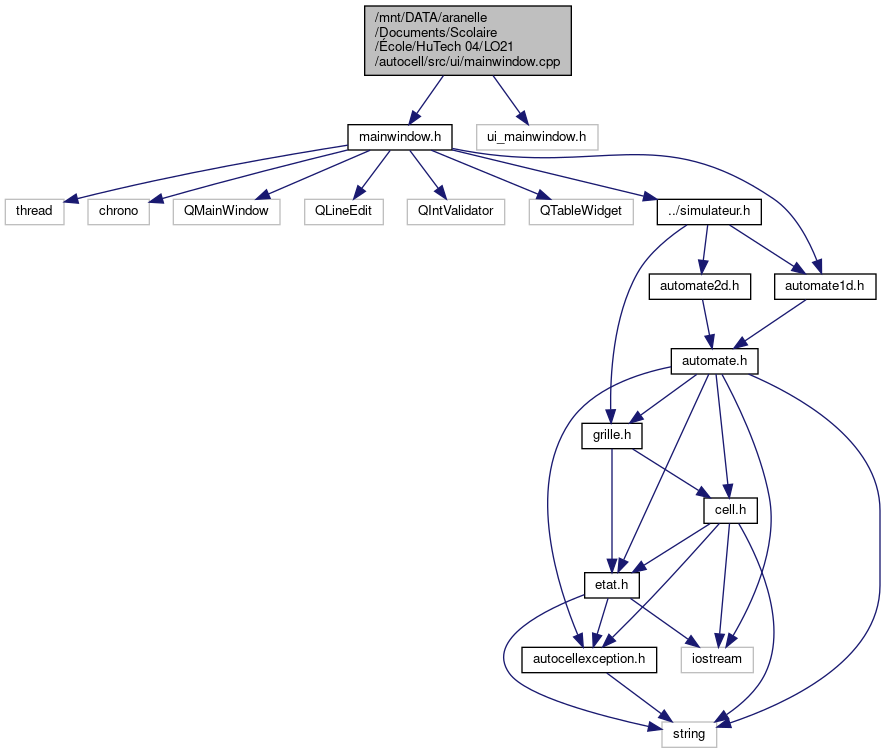 /mnt/DATA/aranelle
/Documents/Scolaire
/École/HuTech 04/LO21
/autocell/src/ui/mainwindow.cpp
mainwindow.h
ui_mainwindow.h
thread
chrono
QMainWindow
QLineEdit
QIntValidator
QTableWidget
../simulateur.h
automate2d.h
automate1d.h
automate.h
grille.h
cell.h
etat.h
autocellexception.h
iostream
string